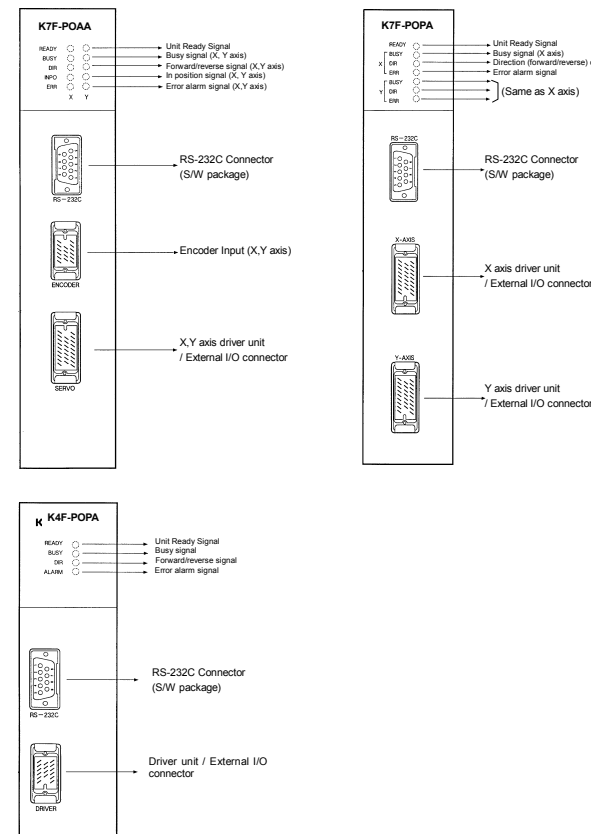 K7F-POAA
READY Unit Ready Signal
BUSY Busy signal (X, Y axis)
DIR Forward/reverse signal (X,Y axis)
INPO In position signal (X, Y axis)
ERR Error alarm signal (X,Y axis)
X Y
RS-232C Connector
(S/W package)
RS-232C
Encoder Input (X,Y axis)
ENCODER
X,Y axis driver unit
/ External I/O connector
SERVO
K7F-POPA
READY Unit Ready Signal
BUSY Busy signal (X axis)
X DIR Direction (forward/reverse)
ERR Error alarm signal
BUSY
Y DIR (Same as X axis)
ERR
RS-232C
RS-232C Connector
(S/W package)
X-AXIS
X axis driver unit
/ External I/O connector
Y-AXIS
Y axis driver unit
/ External I/O connector
K K4F-POPA
READY Unit Ready Signal
BUSY Busy signal
DIR Forward/reverse signal
ALARM Error alarm signal
RS-232C Connector
(S/W package)
RS-232C
Driver unit / External I/O
connector
DRIVER